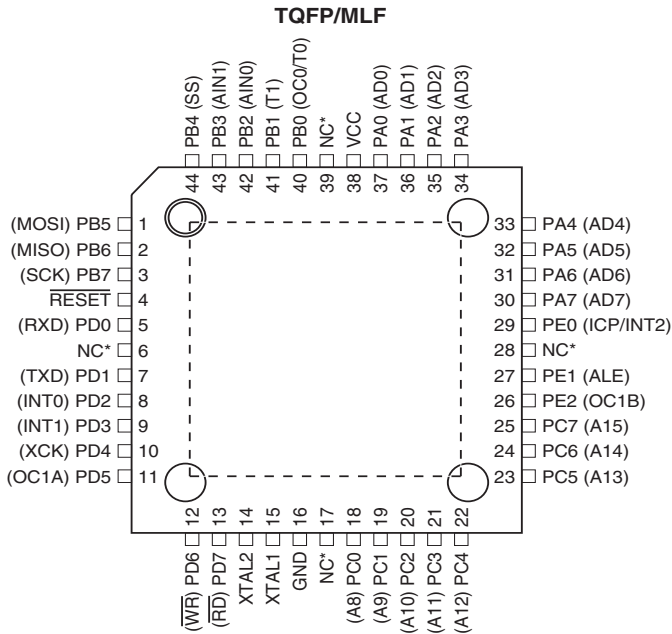 TQFP/MLF
PB4 (SS)
PB3 (AIN1)
PB2 (AIN0)
PB1 (T1)
PB0 (OC0/T0)
NC*
VCC
PA0 (AD0)
PA1 (AD1)
PA2 (AD2)
PA3 (AD3)
44
43
42
41
40
39
38
37
36
35
34
(MOSI) PB5 1
(MISO) PB6 2
(SCK) PB7 3
RESET 4
(RXD) PD0 5
NC* 6
(TXD) PD1 7
(INT0) PD2 8
(INT1) PD3 9
(XCK) PD4 10
(OC1A) PD5 11
33 PA4 (AD4)
32 PA5 (AD5)
31 PA6 (AD6)
30 PA7 (AD7)
29 PE0 (ICP/INT2)
28 NC*
27 PE1 (ALE)
26 PE2 (OC1B)
25 PC7 (A15)
24 PC6 (A14)
23 PC5 (A13)
12
13
14
15
16
17
18
19
20
21
22
(WR) PD6
(RD) PD7
XTAL2
XTAL1
GND
NC*
(A8) PC0
(A9) PC1
(A10) PC2
(A11) PC3
(A12) PC4